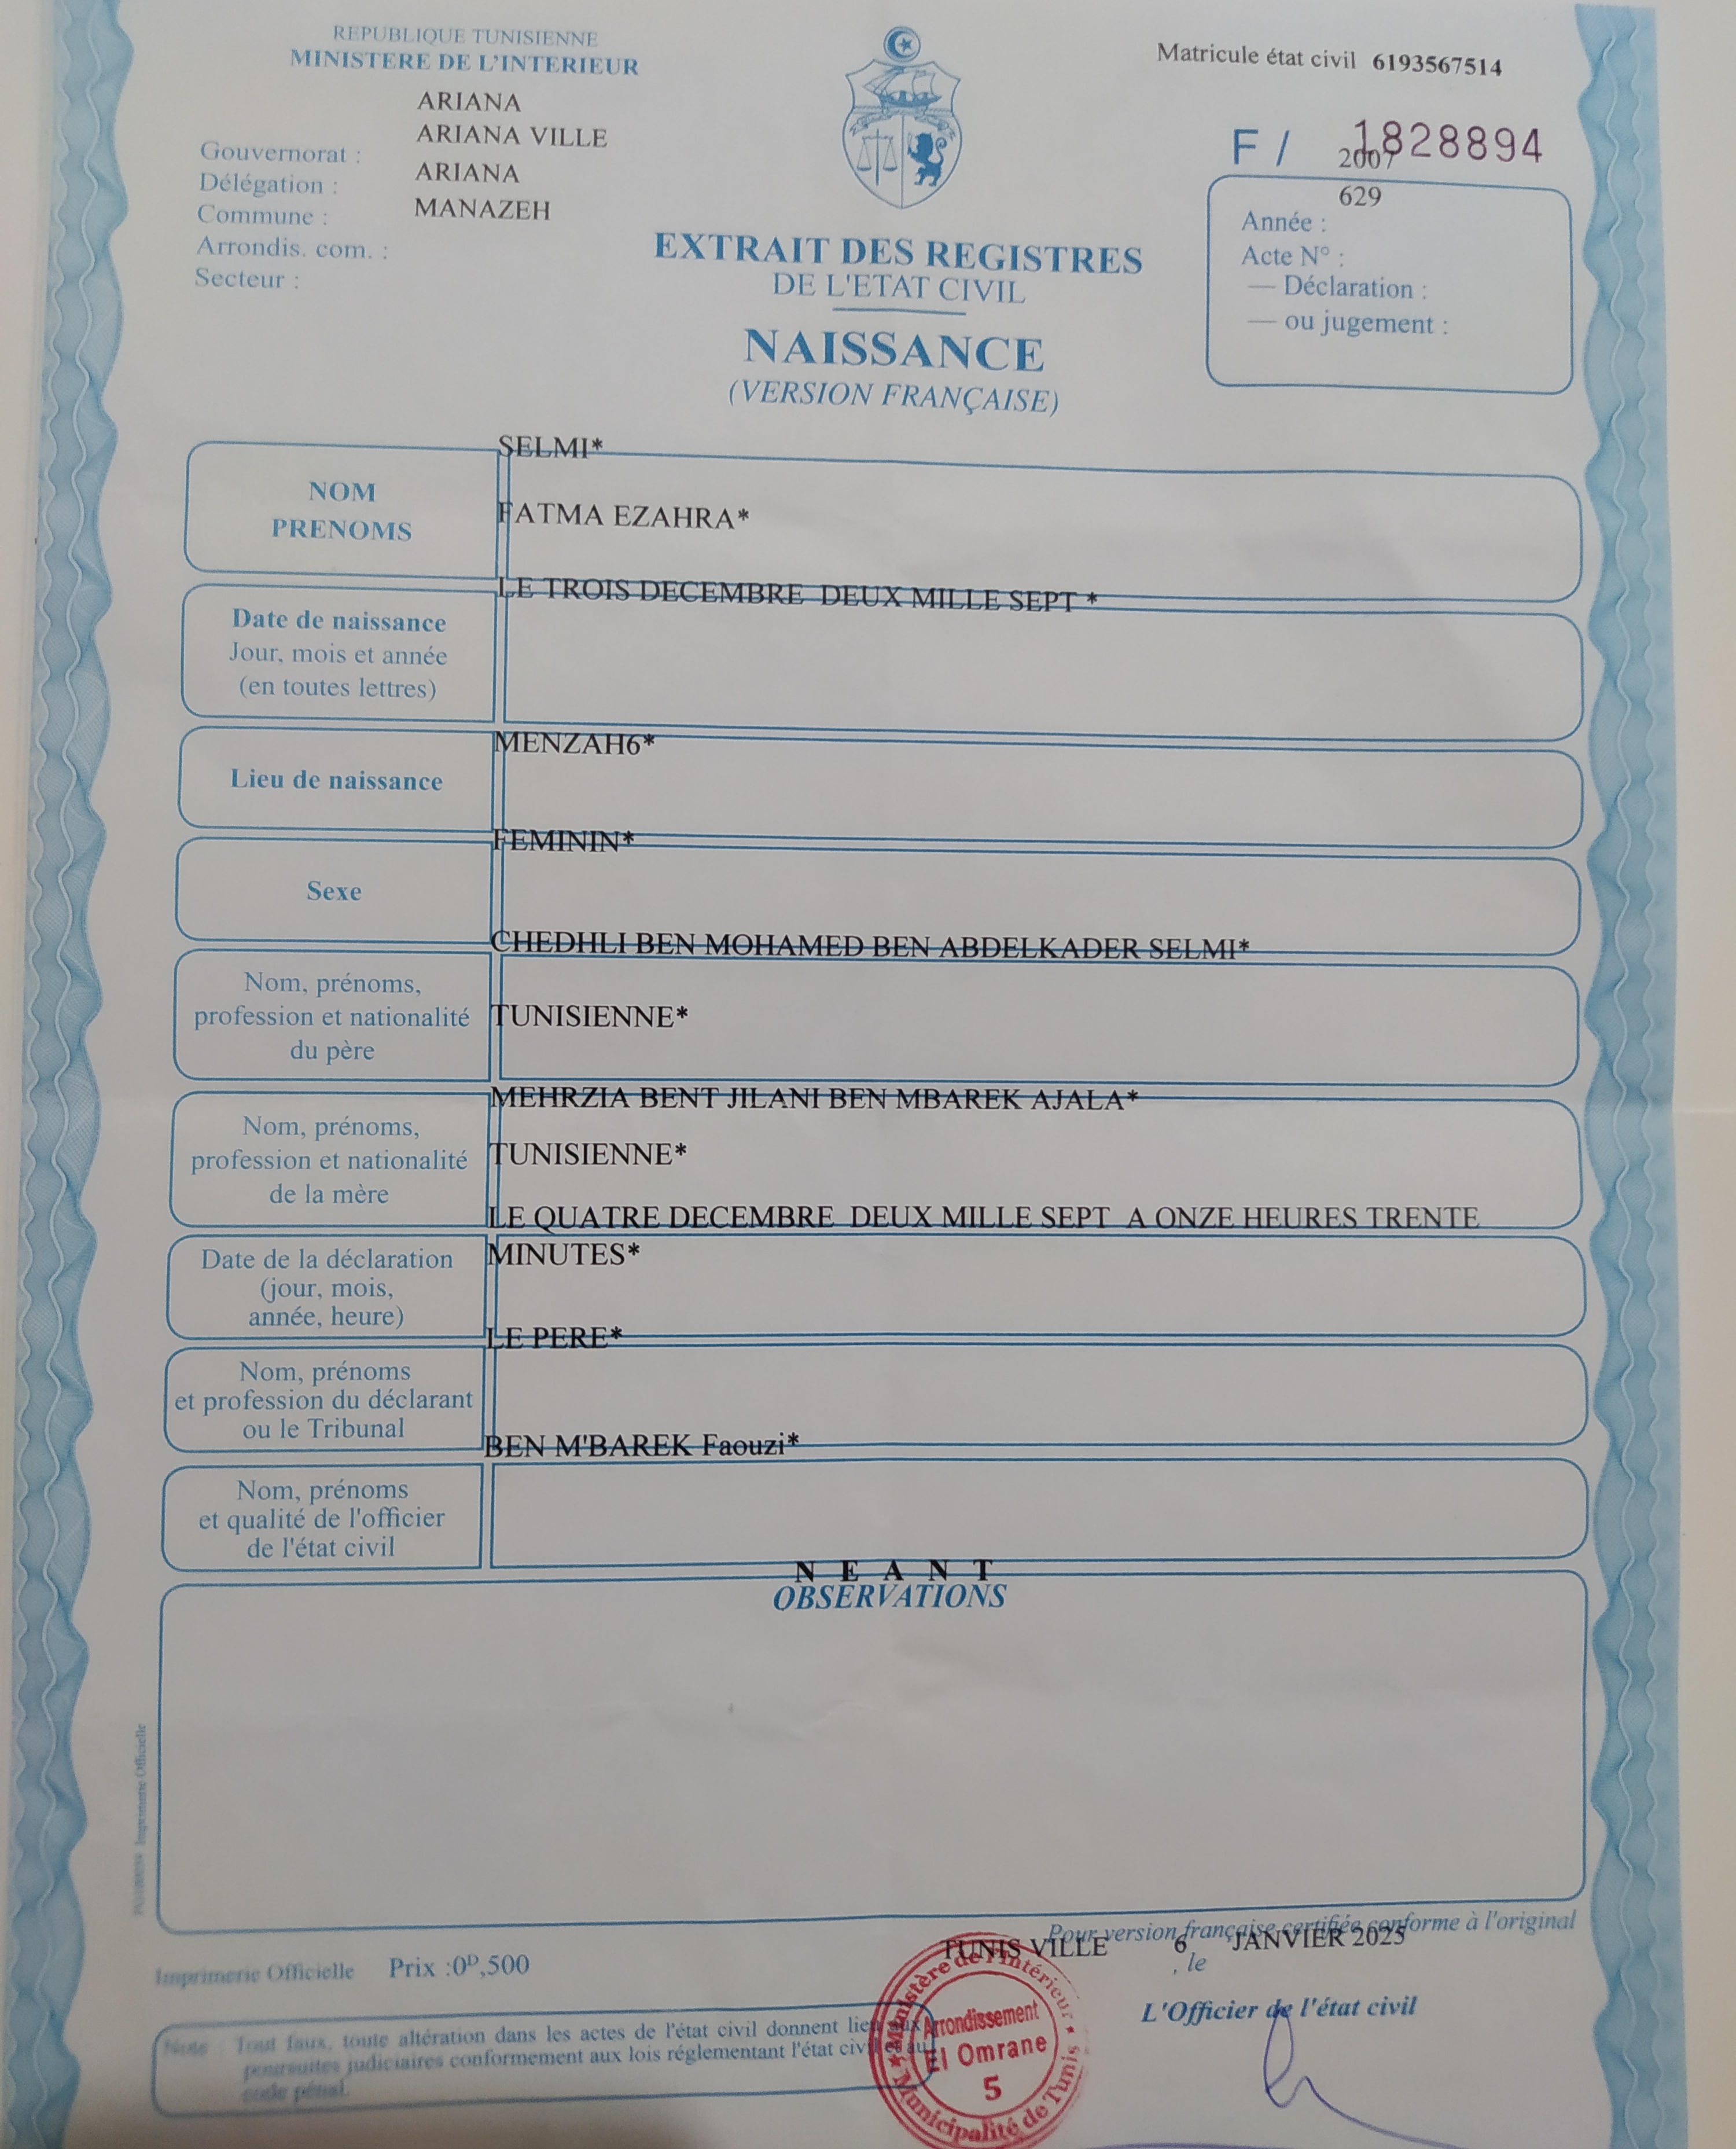 REPUBLIQUE TUNISIENNE
MINISTERE DE L'INTERIEUR
Matricule état civil 6193567514
ARIANA
ARIANA VILLE
ARIANA
MANAZEH
Gouvernorat :
Délégation :
Commune :
Arrondis. com. :
Secteur :
F / 1828894
2007
629
Année :
Acte N° :
— Déclaration :
— ou jugement :
EXTRAIT DES REGISTRES
DE L'ETAT CIVIL
NAISSANCE
(VERSION FRANÇAISE)
SELMI*
NOM
PRENOMS
FATMA EZAHRA*
LE TROIS DECEMBRE DEUX MILLE SEPT *
Date de naissance
Jour, mois et année
(en toutes lettres)
MENZAH6*
Lieu de naissance
FEMININ*
Sexe
CHEDHLI BEN MOHAMED BEN ABDELKADER SELMI*
Nom, prénoms,
profession et nationalité
du père
TUNISIENNE*
MEHRZIA BENT JILANI BEN MBAREK AJALA*
Nom, prénoms,
profession et nationalité
de la mère
TUNISIENNE*
LE QUATRE DECEMBRE DEUX MILLE SEPT A ONZE HEURES TRENTE
MINUTES*
Date de la déclaration
(jour, mois,
année, heure)
LE PERE*
Nom, prénoms
et profession du déclarant
ou le Tribunal
BEN M'BAREK Faouzi*
Nom, prénoms
et qualité de l'officier
de l'état civil
N E A N T
OBSERVATIONS
Imprimerie Officielle
Pour version française certifiée conforme à l'original
TUNIS VILLE 6 JANVIER 2025
, le
Imprimerie Officielle Prix :0ᴰ,500
L'Officier de l'état civil
Note : Tout faux, toute altération dans les actes de l'état civil donnent lieu aux
poursuites judiciaires conformement aux lois réglementant l'état civil et au
code pénal.
Ministère de l'Intérieur
Arrondissement
El Omrane
5
Municipalité de Tunis